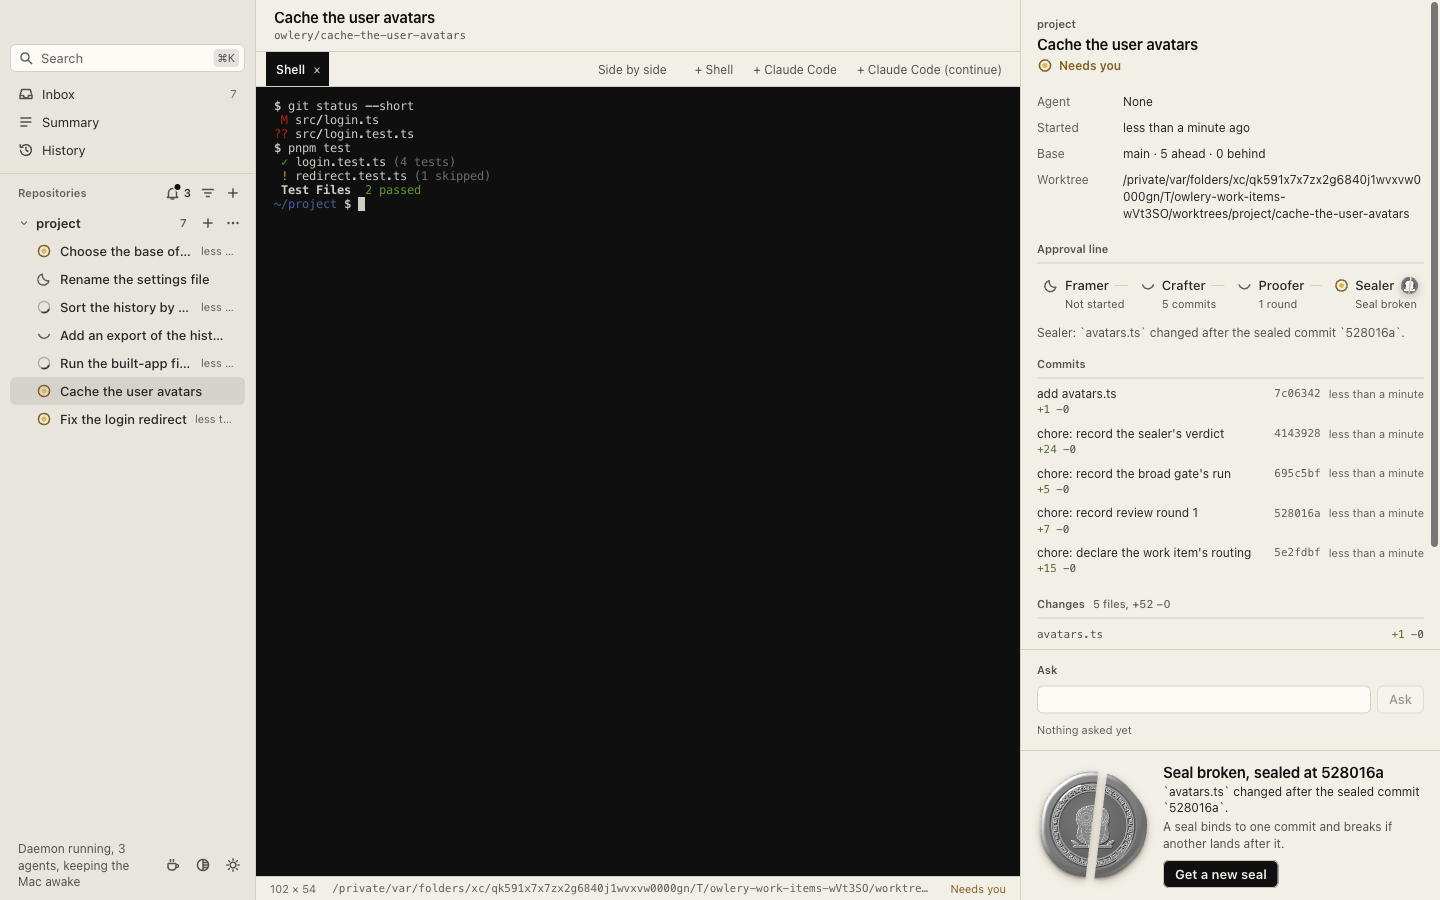 Search ⌘K
Inbox 7
Summary
History
Repositories 3
project 7
Choose the base of... less ...
Rename the settings file
Sort the history by ... less ...
Add an export of the hist...
Run the built-app fi... less ...
Cache the user avatars
Fix the login redirect less t...
Daemon running, 3
agents, keeping the
Mac awake
Cache the user avatars
owlery/cache-the-user-avatars
Shell × Side by side + Shell + Claude Code + Claude Code (continue)
$ git status --short
M src/login.ts
?? src/login.test.ts
$ pnpm test
✓ login.test.ts (4 tests)
! redirect.test.ts (1 skipped)
Test Files 2 passed
~/project $
102 × 54 /private/var/folders/xc/qk591x7x7zx2g6840j1wvxvw0000gn/T/owlery-work-items-wVt3SO/worktre… Needs you
project
Cache the user avatars
Needs you
Agent None
Started less than a minute ago
Base main · 5 ahead · 0 behind
Worktree /private/var/folders/xc/qk591x7x7zx2g6840j1wvxvw0
000gn/T/owlery-work-items-
wVt3SO/worktrees/project/cache-the-user-avatars
Approval line
Framer Crafter Proofer Sealer
Not started 5 commits 1 round Seal broken
Sealer: `avatars.ts` changed after the sealed commit `528016a`.
Commits
add avatars.ts 7c06342 less than a minute
+1 −0
chore: record the sealer's verdict 4143928 less than a minute
+24 −0
chore: record the broad gate's run 695c5bf less than a minute
+5 −0
chore: record review round 1 528016a less than a minute
+7 −0
chore: declare the work item's routing 5e2fdbf less than a minute
+15 −0
Changes 5 files, +52 −0
avatars.ts +1 −0
Ask
Ask
Nothing asked yet
Seal broken, sealed at 528016a
`avatars.ts` changed after the sealed commit
`528016a`.
A seal binds to one commit and breaks if
another lands after it.
Get a new seal